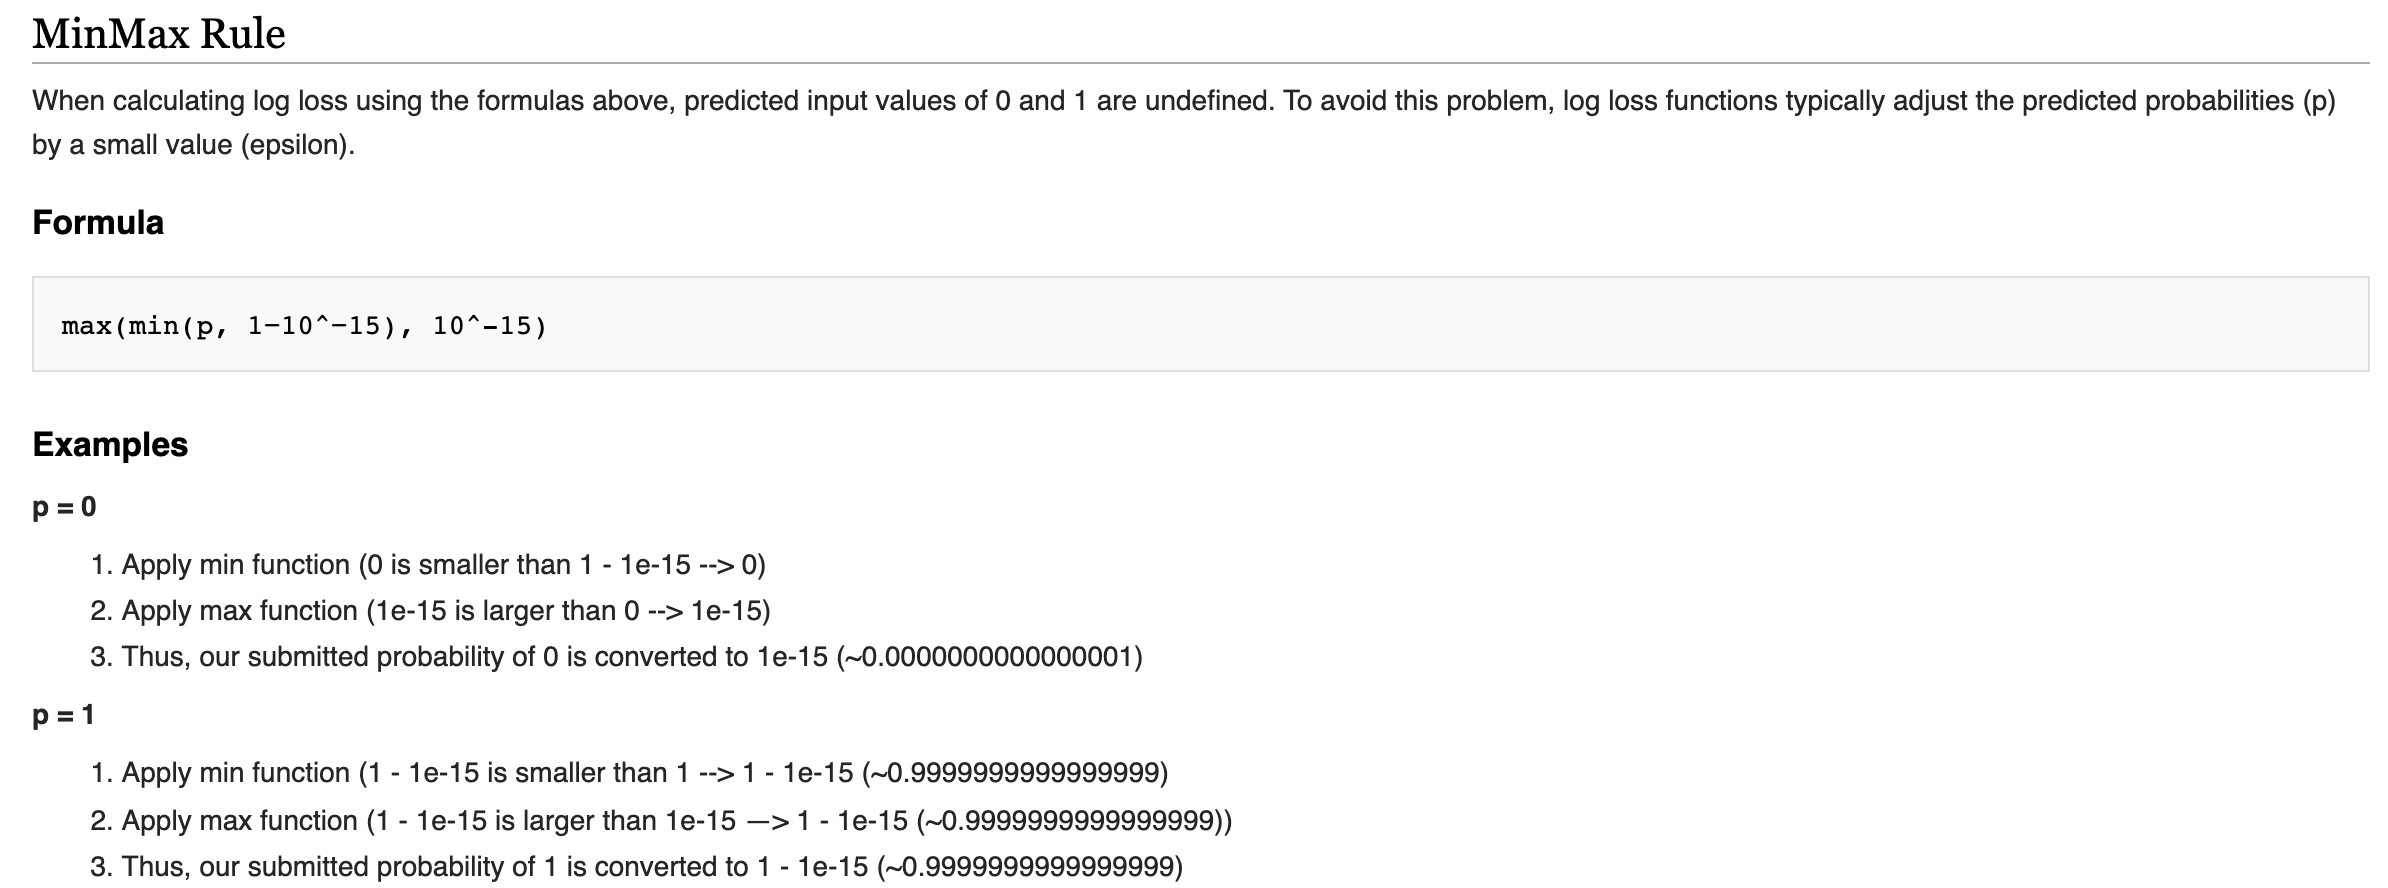 MinMax Rule
When calculating log loss using the formulas above, predicted input values of 0 and 1 are undefined. To avoid this problem, log loss functions typically adjust the predicted probabilities (p)
by a small value (epsilon).
Formula
max(min(p, 1−10^−15), 10^-15)
Examples
p = 0
1. Apply min function (0 is smaller than 1 - 1e-15 --> 0)
2. Apply max function (1e-15 is larger than 0 --> 1e-15)
3. Thus, our submitted probability of 0 is converted to 1e-15 (~0.0000000000000001)
p = 1
1. Apply min function (1 - 1e-15 is smaller than 1 --> 1 - 1e-15 (~0.9999999999999999)
2. Apply max function (1 - 1e-15 is larger than 1e-15 —> 1 - 1e-15 (~0.9999999999999999))
3. Thus, our submitted probability of 1 is converted to 1 - 1e-15 (~0.9999999999999999)